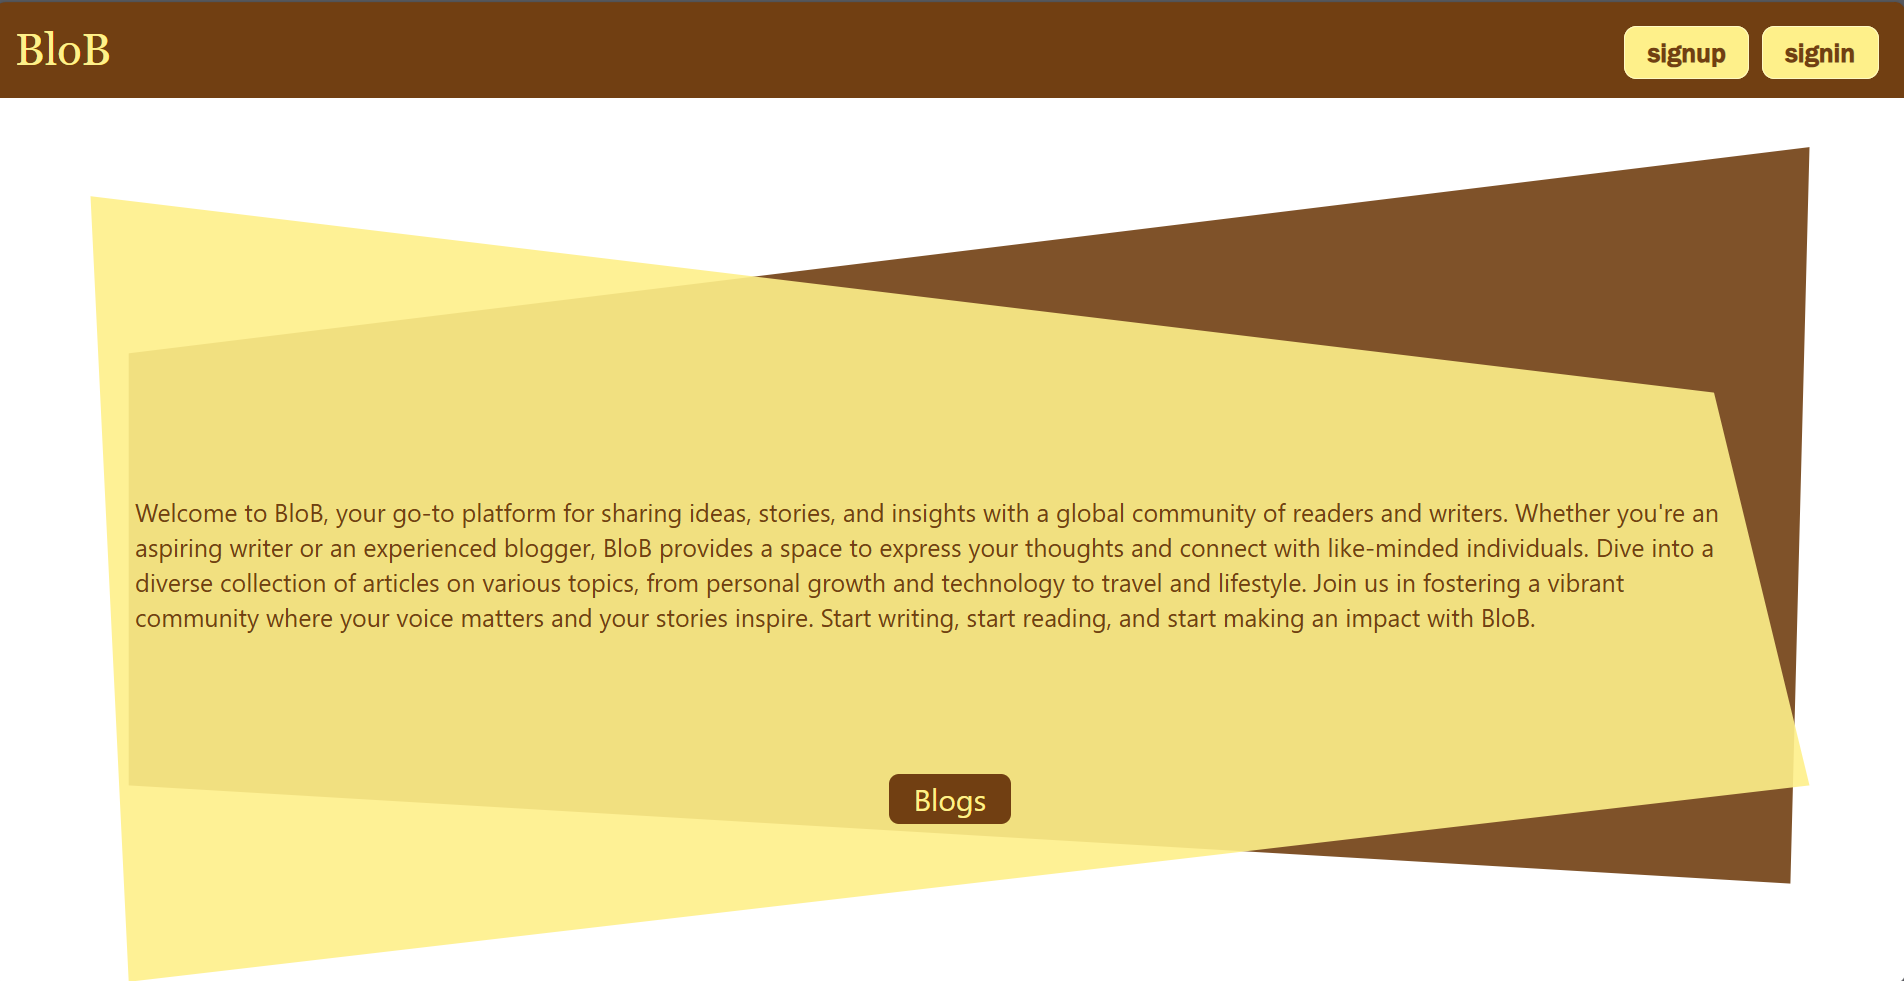 BloB
signup signin
Welcome to BloB, your go-to platform for sharing ideas, stories, and insights with a global community of readers and writers. Whether you're an
aspiring writer or an experienced blogger, BloB provides a space to express your thoughts and connect with like-minded individuals. Dive into a
diverse collection of articles on various topics, from personal growth and technology to travel and lifestyle. Join us in fostering a vibrant
community where your voice matters and your stories inspire. Start writing, start reading, and start making an impact with BloB.
Blogs